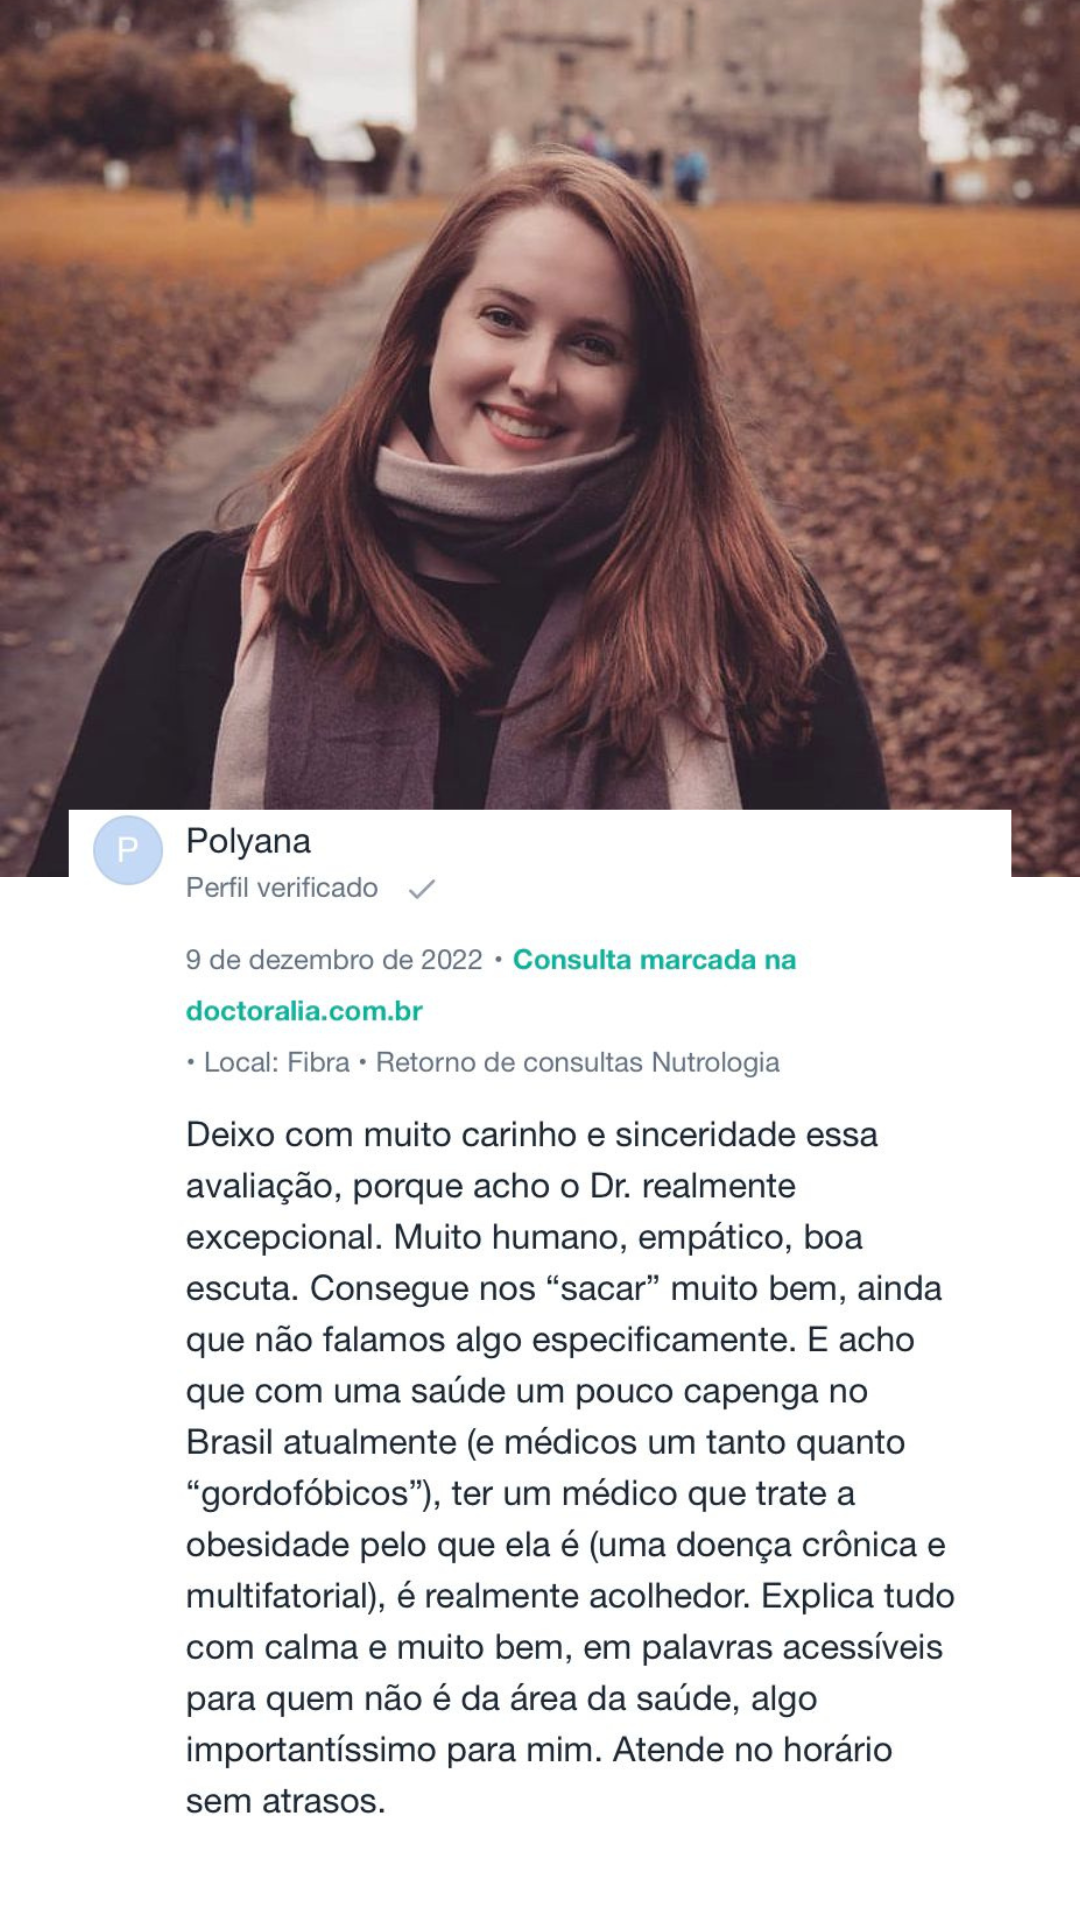 P
Polyana
Perfil verificado
9 de dezembro de 2022 • Consulta marcada na
doctoralia.com.br
• Local: Fibra • Retorno de consultas Nutrologia
Deixo com muito carinho e sinceridade essa
avaliação, porque acho o Dr. realmente
excepcional. Muito humano, empático, boa
escuta. Consegue nos “sacar” muito bem, ainda
que não falamos algo especificamente. E acho
que com uma saúde um pouco capenga no
Brasil atualmente (e médicos um tanto quanto
“gordofóbicos”), ter um médico que trate a
obesidade pelo que ela é (uma doença crônica e
multifatorial), é realmente acolhedor. Explica tudo
com calma e muito bem, em palavras acessíveis
para quem não é da área da saúde, algo
importantíssimo para mim. Atende no horário
sem atrasos.